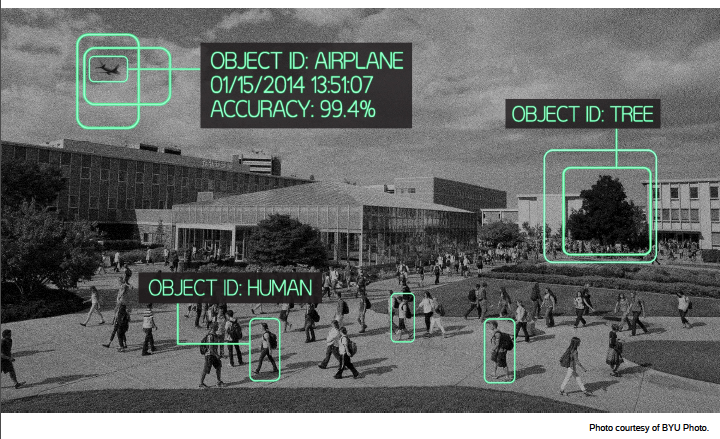 OBJECT ID: AIRPLANE
01/15/2014 13:51:07
ACCURACY: 99.4%
OBJECT ID: TREE
OBJECT ID: HUMAN
Photo courtesy of BYU Photo.